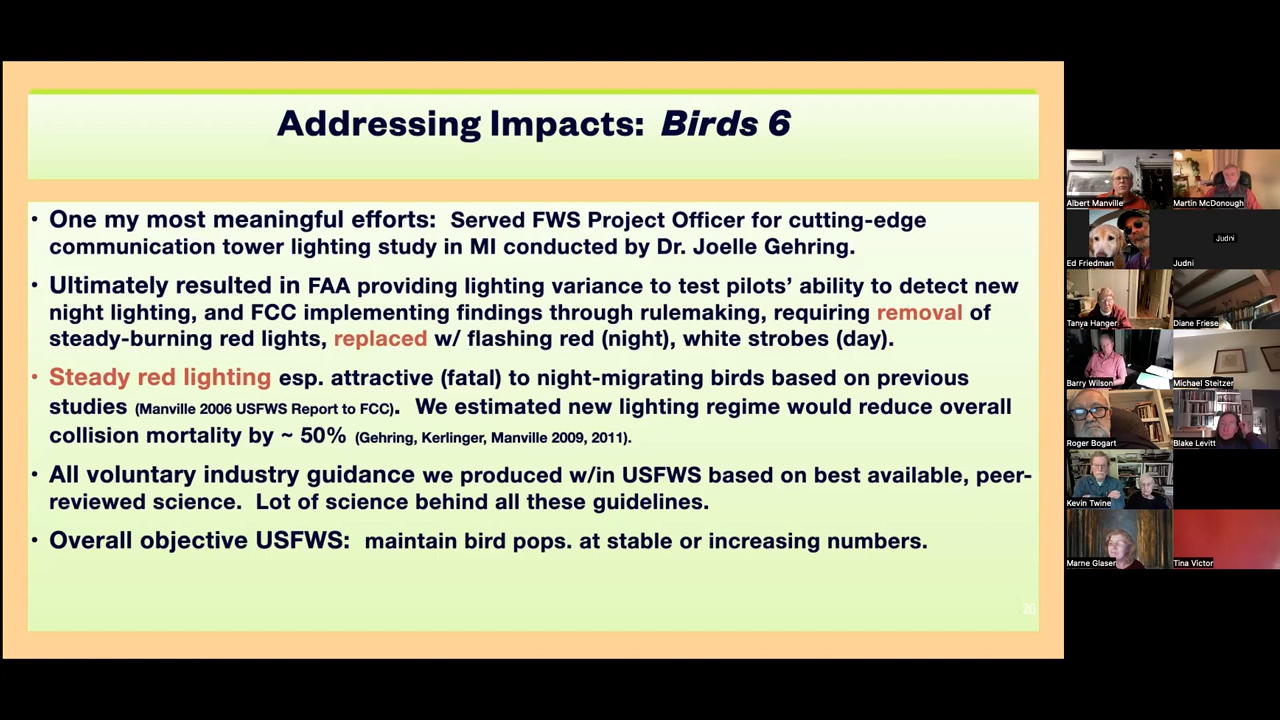 Addressing Impacts: Birds 6
• One my most meaningful efforts: Served FWS Project Officer for cutting-edge
communication tower lighting study in MI conducted by Dr. Joelle Gehring.
• Ultimately resulted in FAA providing lighting variance to test pilots’ ability to detect new
night lighting, and FCC implementing findings through rulemaking, requiring removal of
steady-burning red lights, replaced w/ flashing red (night), white strobes (day).
• Steady red lighting esp. attractive (fatal) to night-migrating birds based on previous
studies (Manville 2006 USFWS Report to FCC). We estimated new lighting regime would reduce overall
collision mortality by ~ 50% (Gehring, Kerlinger, Manville 2009, 2011).
• All voluntary industry guidance we produced w/in USFWS based on best available, peer-
reviewed science. Lot of science behind all these guidelines.
• Overall objective USFWS: maintain bird pops. at stable or increasing numbers.
20
Albert Manville
Martin McDonough
Ed Friedman
Judni
Judni
Tanya Hanger
Diane Friese
Barry Wilson
Michael Steitzer
Roger Bogart
Blake Levitt
Kevin Twine
Marne Glaser
Tina Victor